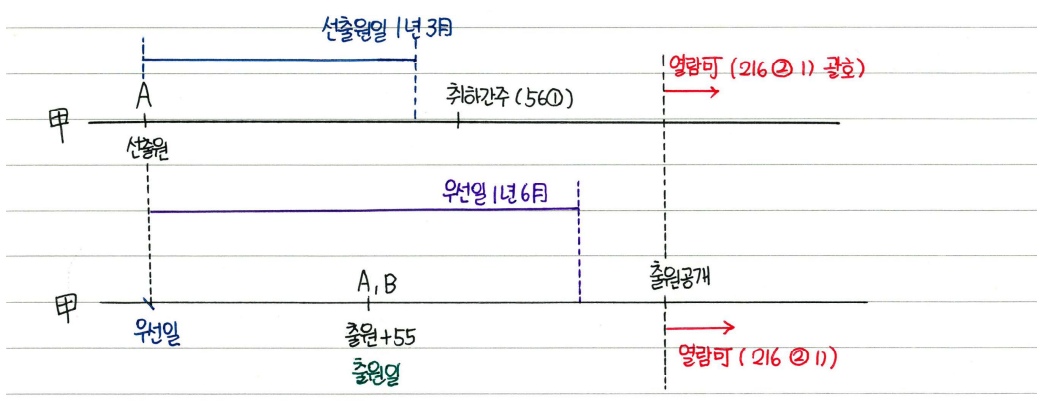 선출원일 1년 3月
열람可 (216 ② 1) 괄호)
A
취하간주 (56①)
甲
선출원
우선일 1년 6月
A, B
출원공개
甲
우선일
출원+55
열람可 (216 ② 1))
출원일